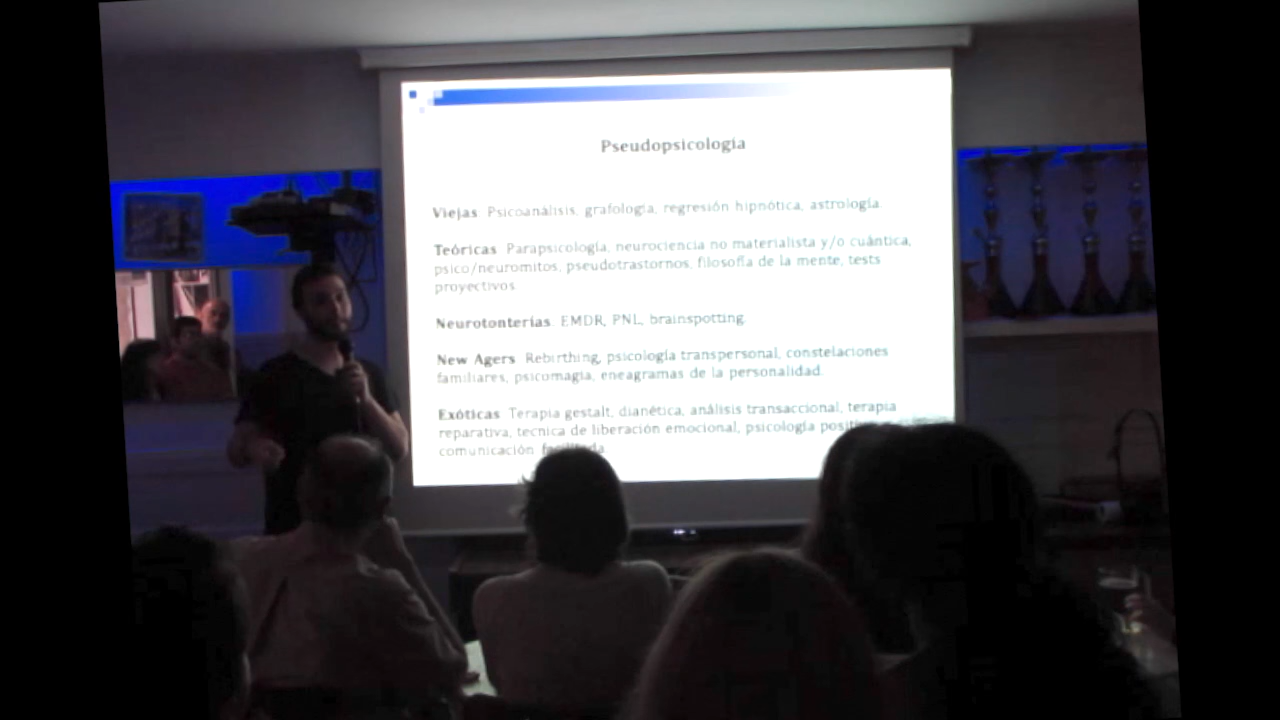 Pseudopsicología
Viejas Psicoanálisis, grafología, regresión hipnótica, astrología.
Teóricas Parapsicología, neurociencia no materialista y/o cuántica,
psico/neuromitos, pseudotrastornos, filosofía de la mente, tests
proyectivos
Neurotonterías EMDR, PNL, brainspotting.
New Agers Rebirthing, psicología transpersonal, constelaciones
familiares, psicomagia, eneagramas de la personalidad.
Exóticas Terapia gestalt, dianética, análisis transaccional, terapia
reparativa, tecnica de liberación emocional, psicología
comunicación